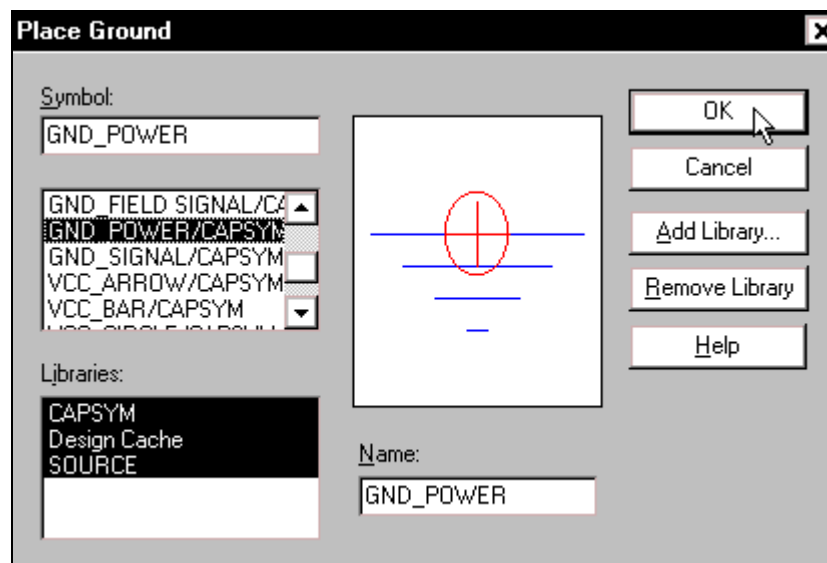 Place Ground
Symbol:
GND_POWER
GND_FIELD SIGNAL/CA
GND_POWER/CAPSYM
GND_SIGNAL/CAPSYM
VCC_ARROW/CAPSYM
VCC_BAR/CAPSYM
Libraries:
CAPSYM
Design Cache
SOURCE
Name:
GND_POWER
OK
Cancel
Add Library...
Remove Library
Help